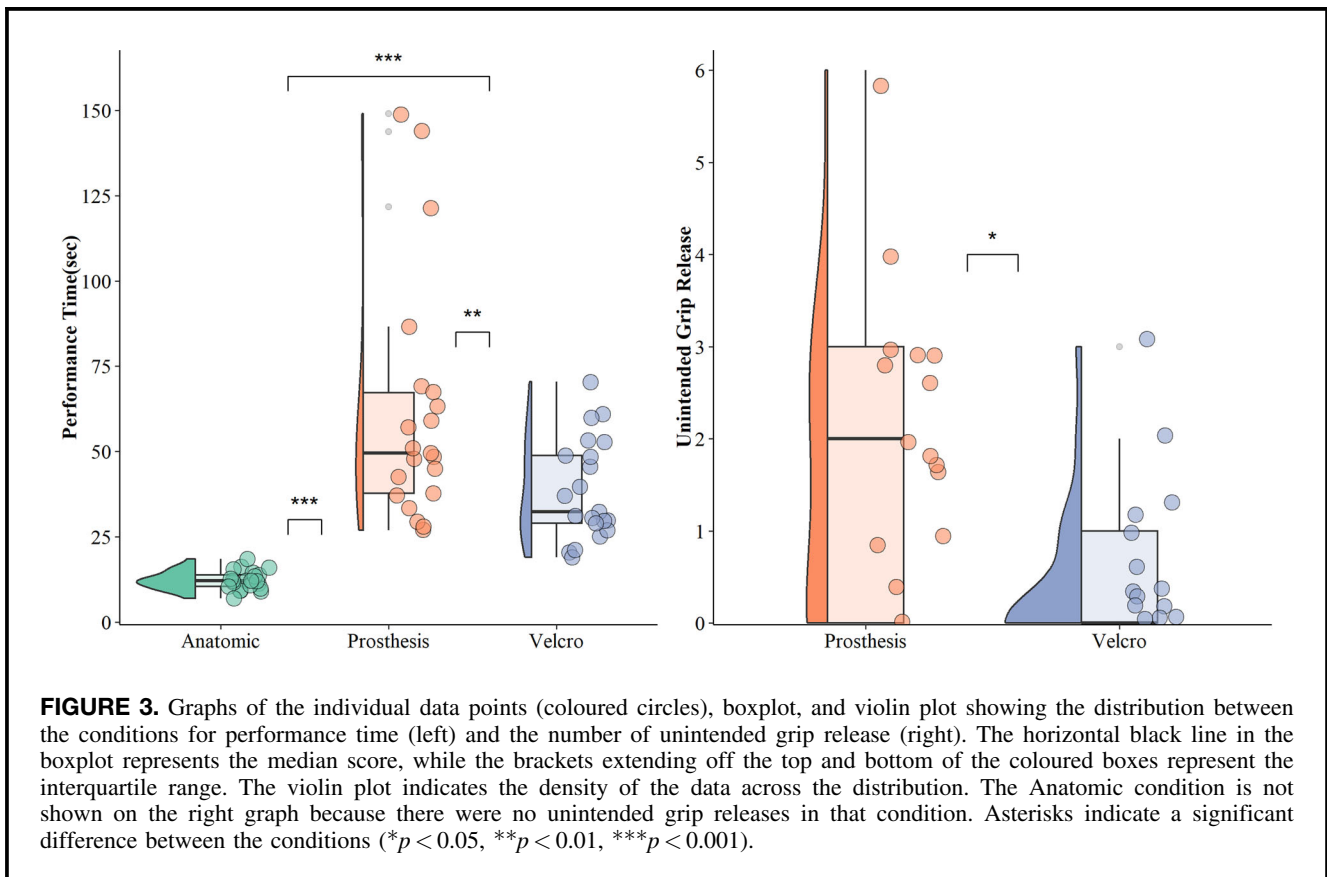 ***
150
125
100
75
50
25
0
Performance Time(sec)
**
***
Anatomic
Prosthesis
Velcro
6
5
4
3
2
1
0
Unintended Grip Release
*
Prosthesis
Velcro
FIGURE 3. Graphs of the individual data points (coloured circles), boxplot, and violin plot showing the distribution between
the conditions for performance time (left) and the number of unintended grip release (right). The horizontal black line in the
boxplot represents the median score, while the brackets extending off the top and bottom of the coloured boxes represent the
interquartile range. The violin plot indicates the density of the data across the distribution. The Anatomic condition is not
shown on the right graph because there were no unintended grip releases in that condition. Asterisks indicate a significant
difference between the conditions (*p < 0.05, **p < 0.01, ***p < 0.001).